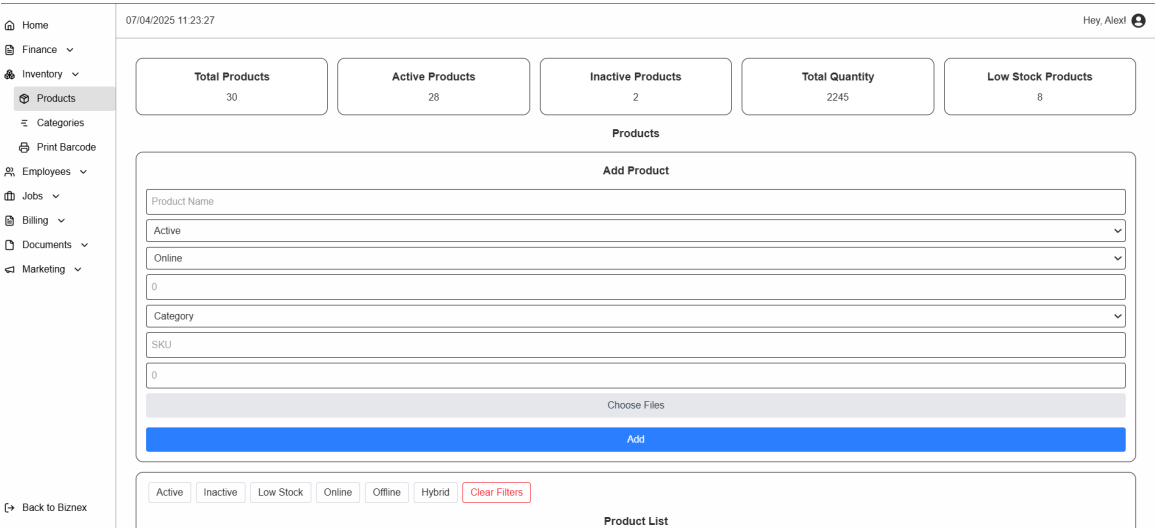 Home
Finance
Inventory
Products
Categories
Print Barcode
Employees
Jobs
Billing
Documents
Marketing
Back to Biznex
07/04/2025 11:23:27
Hey, Alex!
Total Products
30
Active Products
28
Inactive Products
2
Total Quantity
2245
Low Stock Products
8
Products
Add Product
Product Name
Active
Online
0
Category
SKU
0
Choose Files
Add
Active Inactive Low Stock Online Offline Hybrid Clear Filters
Product List